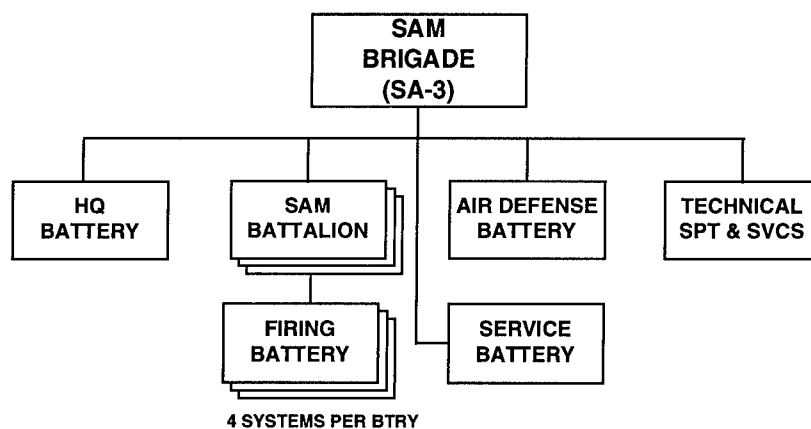 SAM
BRIGADE
(SA-3)
HQ
BATTERY
SAM
BATTALION
AIR DEFENSE
BATTERY
TECHNICAL
SPT & SVCS
FIRING
BATTERY
SERVICE
BATTERY
4 SYSTEMS PER BTRY